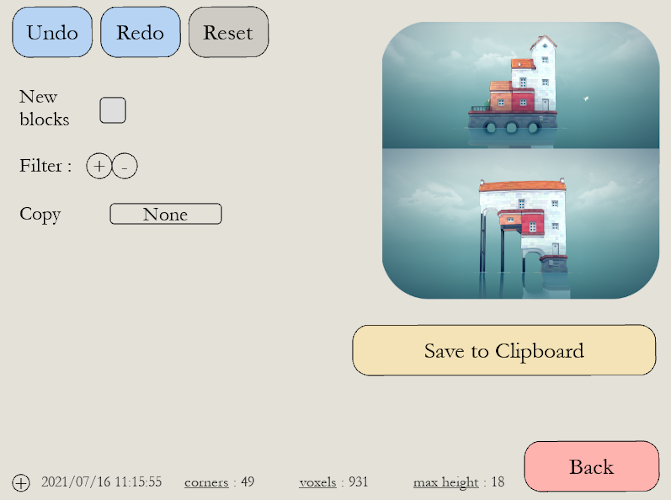 Undo Redo Reset
New
blocks
Filter : + -
Copy None
Save to Clipboard
Back
2021/07/16 11:15:55 corners : 49 voxels : 931 max height : 18